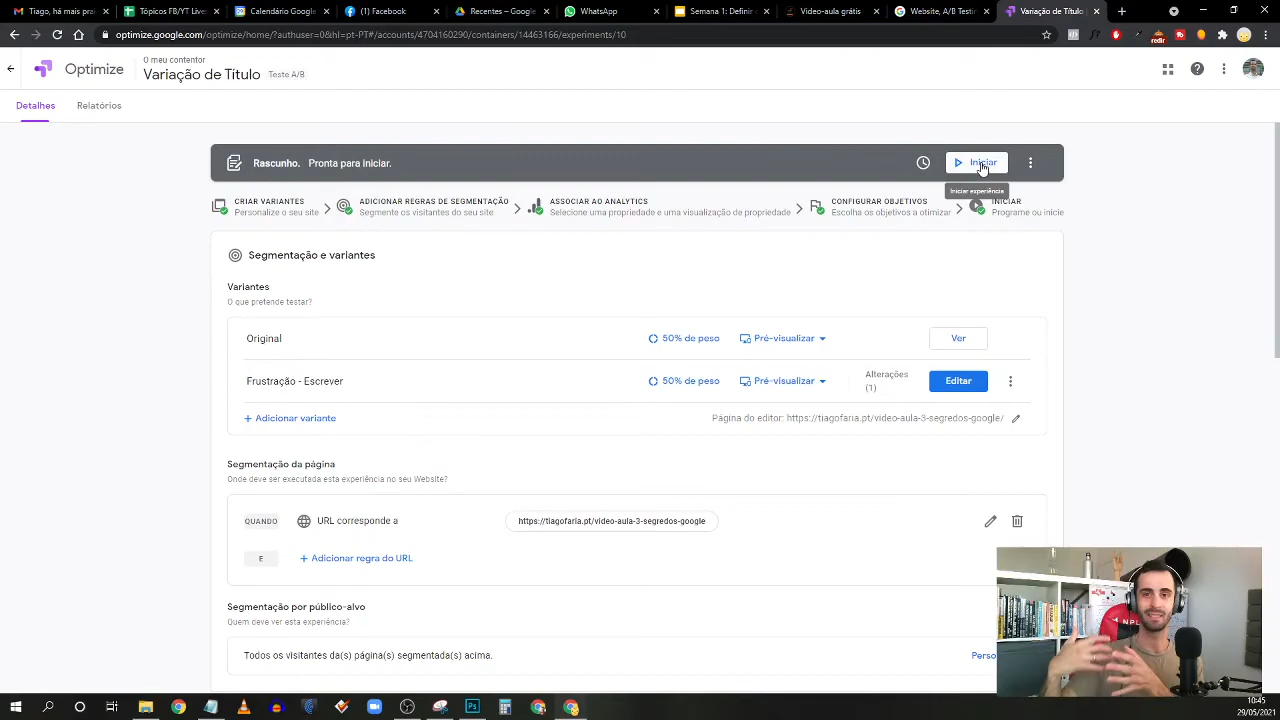 Tiago, há mais pra
Tópicos FB/YT Live
Calendário Google
(1) Facebook
Recentes – Google
WhatsApp
Semana 1: Definir
Vídeo-aula grátis
Website, A/B Testin
Variação de Título
optimize.google.com/optimize/home/?authuser=0&hl=pt-PT#/accounts/4704160290/containers/14463166/experiments/10
redir
O meu contentor
Optimize
Variação de Título Teste A/B
Detalhes Relatórios
Rascunho. Pronta para iniciar.
Iniciar
Iniciar experiência
CRIAR VARIANTES
Personalize o seu site
ADICIONAR REGRAS DE SEGMENTAÇÃO
Segmente os visitantes do seu site
ASSOCIAR AO ANALYTICS
Selecione uma propriedade e uma visualização de propriedade
CONFIGURAR OBJETIVOS
Escolha os objetivos a otimizar
INICIAR
Programe ou inicie
Segmentação e variantes
Variantes
O que pretende testar?
Original 50% de peso Pré-visualizar Ver
Frustração - Escrever 50% de peso Pré-visualizar Alterações (1) Editar
+ Adicionar variante Página do editor: https://tiagofaria.pt/video-aula-3-segredos-google/
Segmentação da página
Onde deve ser executada esta experiência no seu Website?
QUANDO URL corresponde a https://tiagofaria.pt/video-aula-3-segredos-google
E + Adicionar regra do URL
Segmentação por público-alvo
Quem deve ver esta experiência?
Todos os visitantes da(s) página(s) segmentada(s) acima. Perso
10:45
29/05/2021